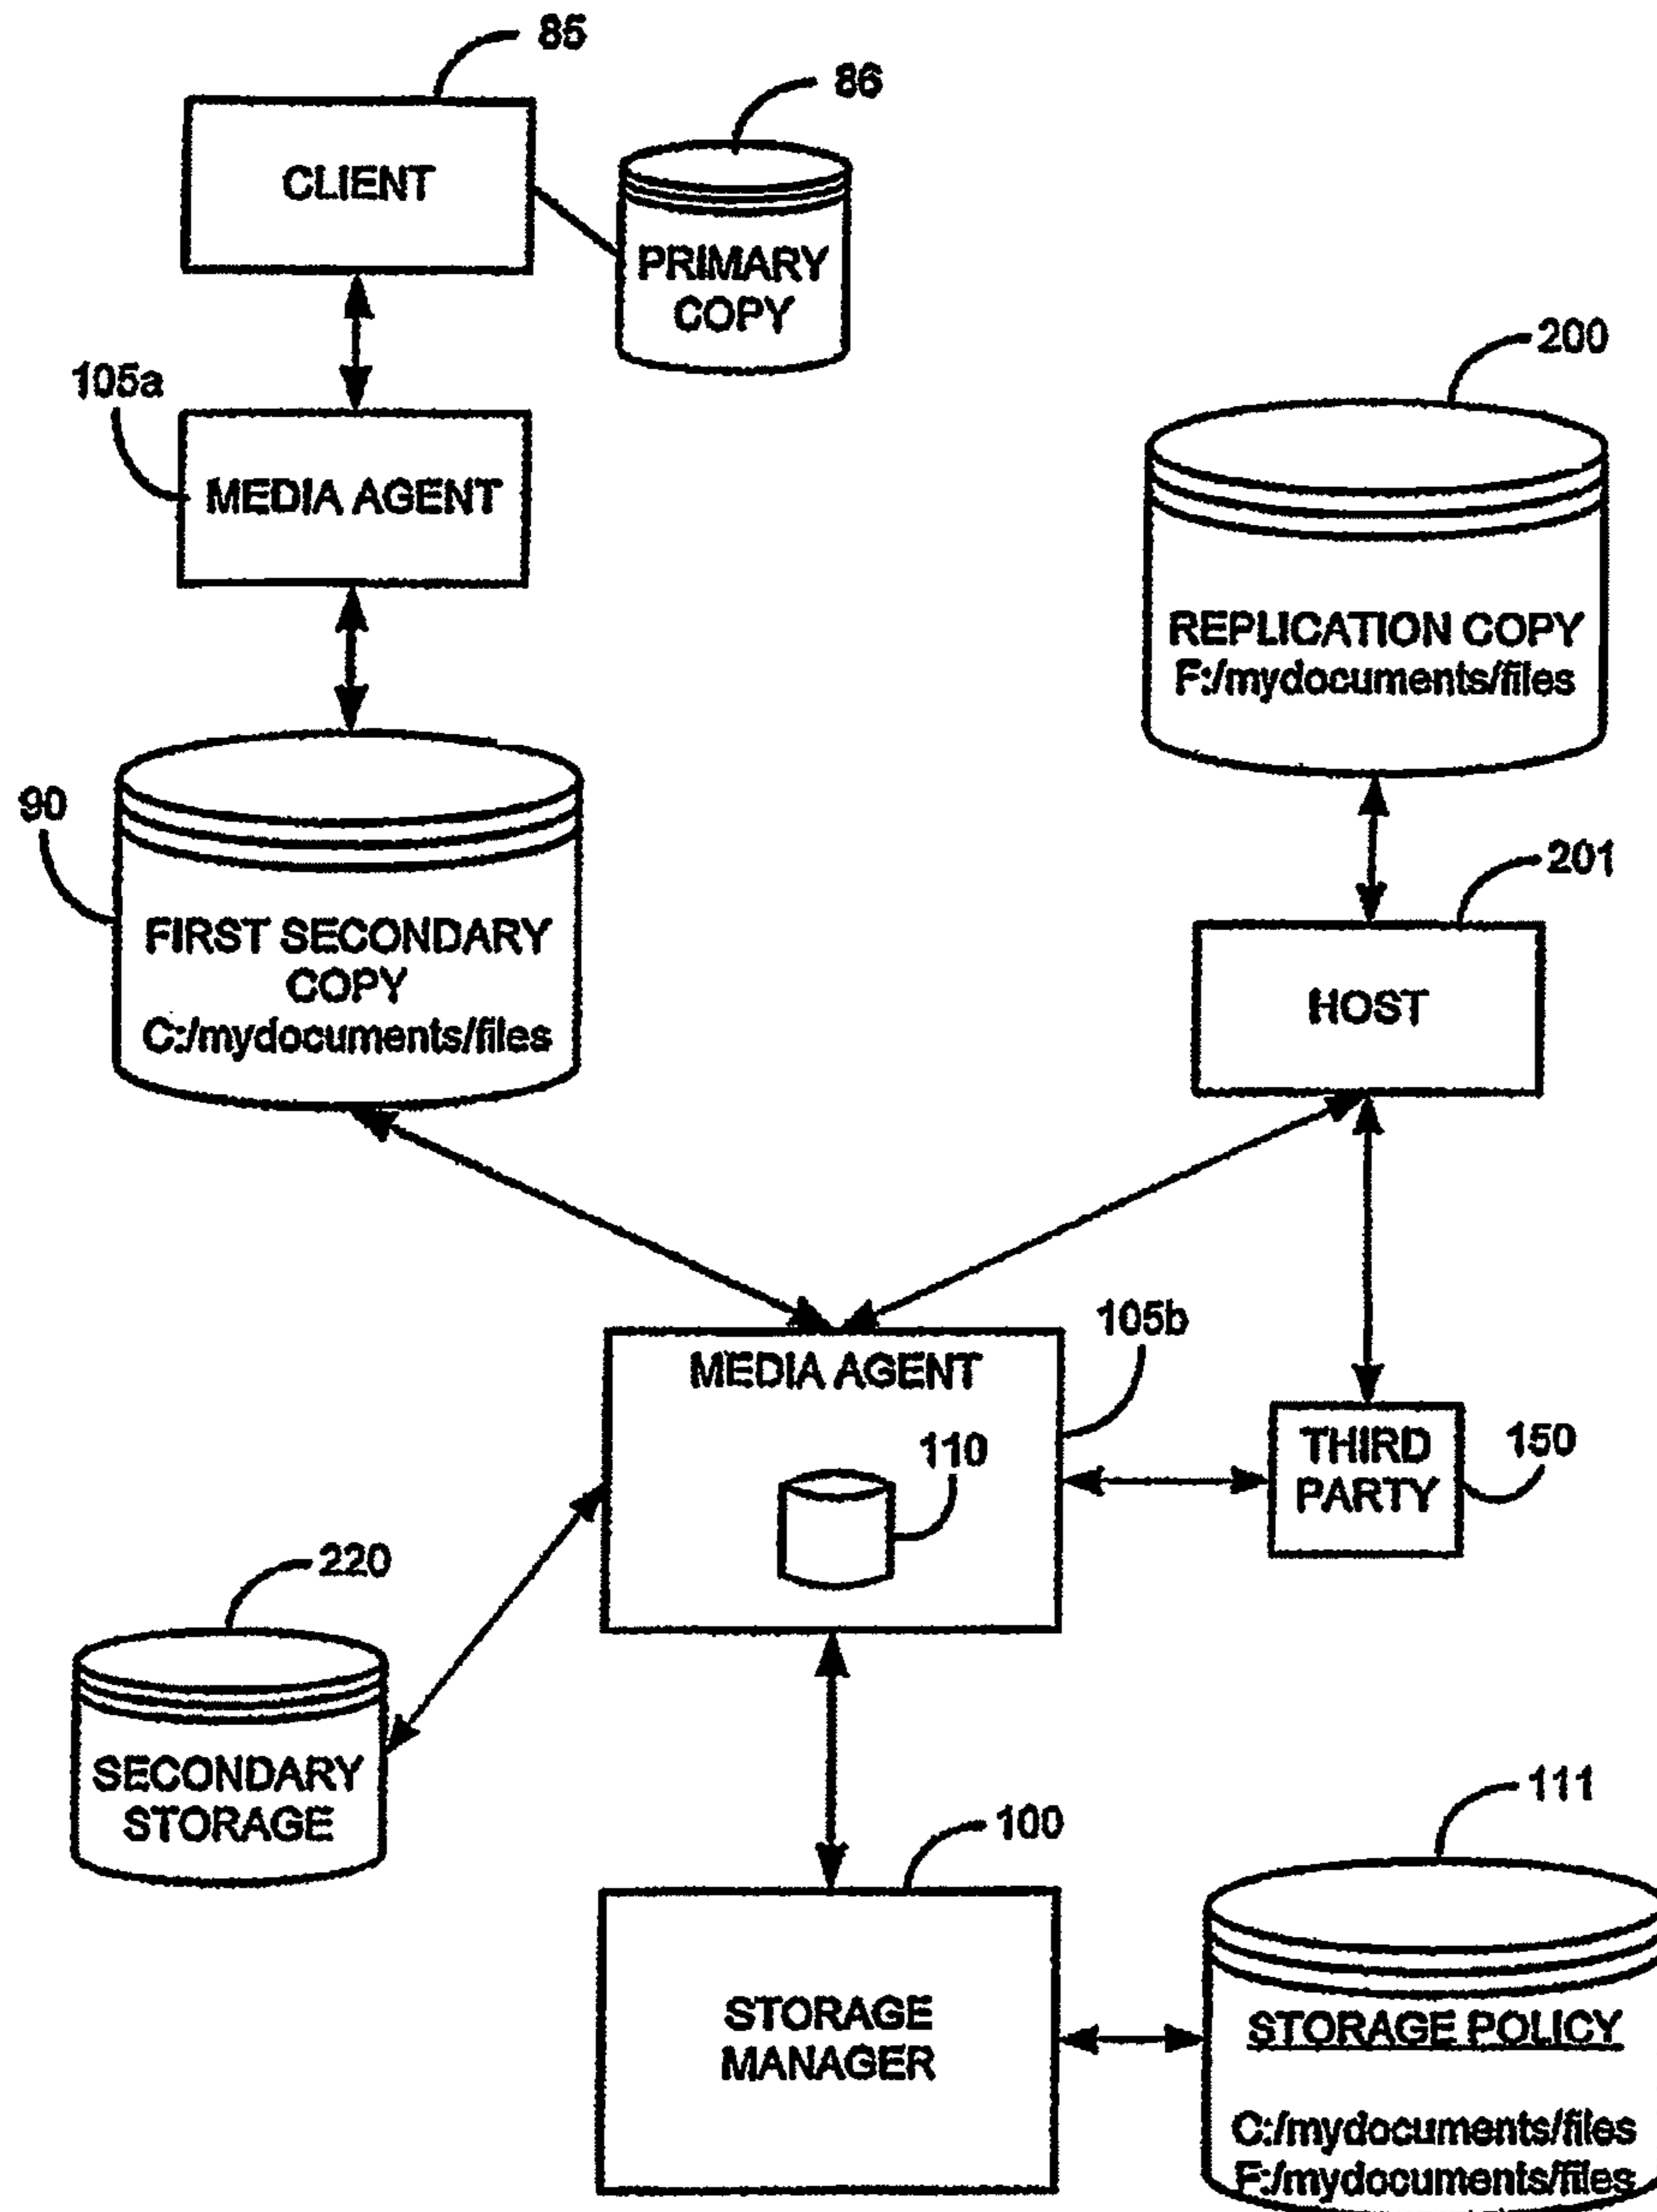 85
86
CLIENT
PRIMARY
COPY
200
105a
MEDIA AGENT
REPLICATION COPY
F:/mydocuments/files
90
201
FIRST SECONDARY
COPY
C:/mydocuments/files
HOST
105b
MEDIA AGENT
110
THIRD
PARTY
150
220
SECONDARY
STORAGE
100
111
STORAGE
MANAGER
STORAGE POLICY
C:/mydocuments/files
F:/mydocuments/files